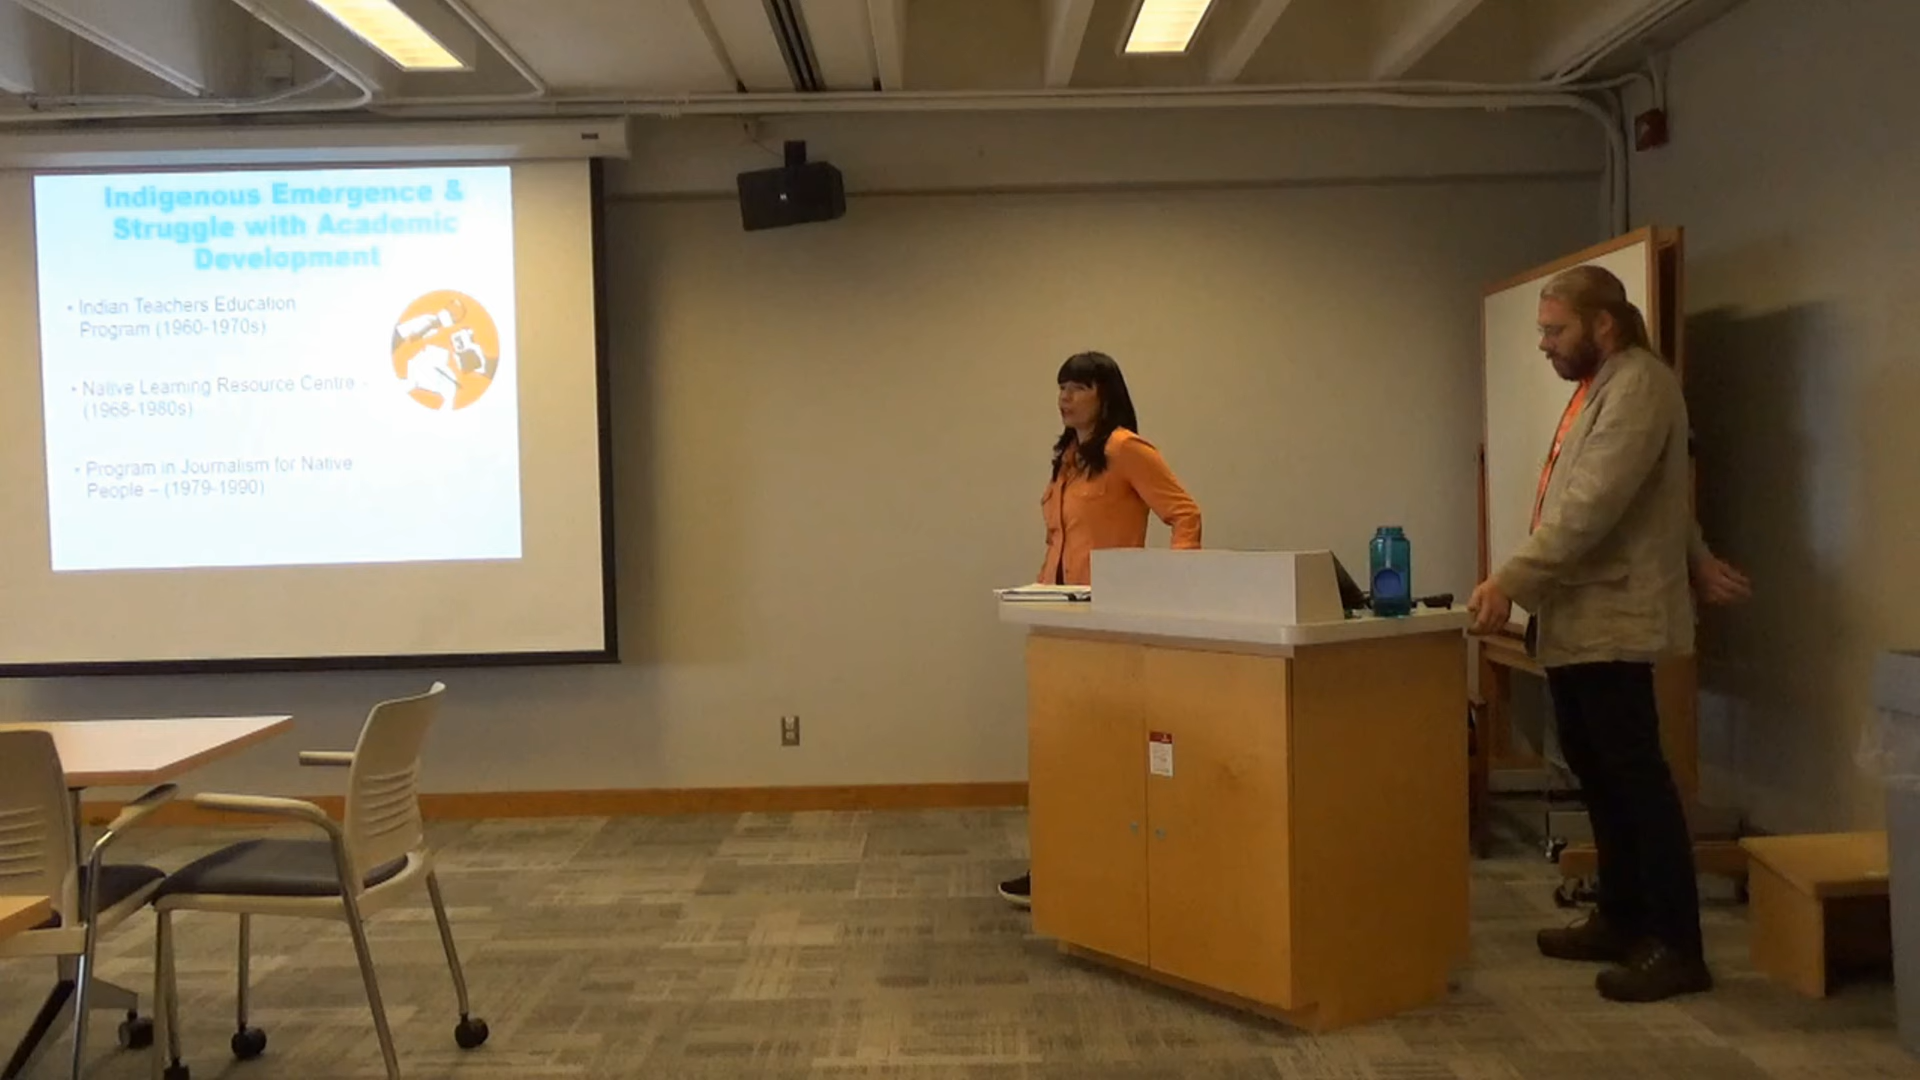 Indigenous Emergence &
Struggle with Academic
Development
• Indian Teachers Education
Program (1960-1970s)
• Native Learning Resource Centre -
(1968-1980s)
• Program in Journalism for Native
People – (1979-1990)